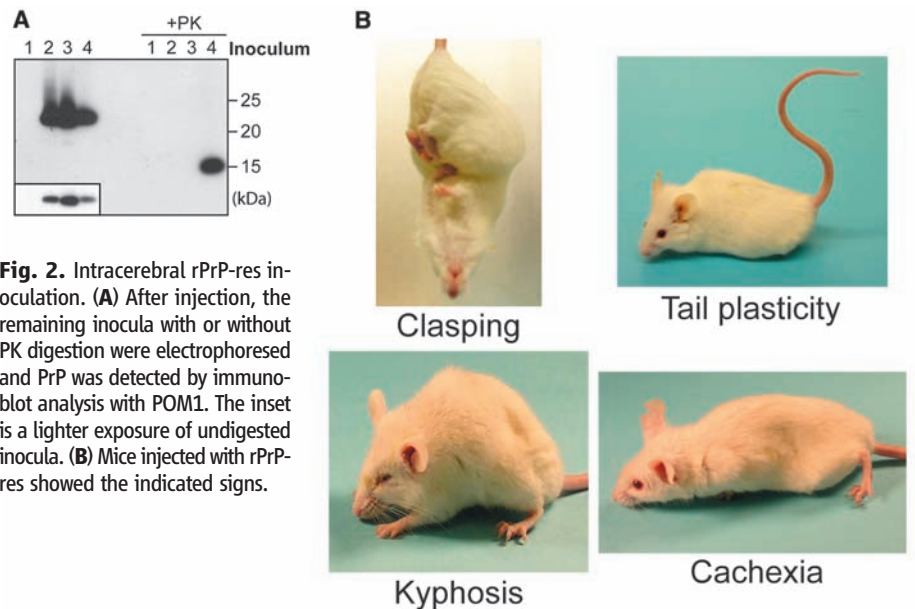 A
+PK
1 2 3 4 1 2 3 4 Inoculum
25
20
15
(kDa)
Fig. 2. Intracerebral rPrP-res in-
oculation. (A) After injection, the
remaining inocula with or without
PK digestion were electrophoresed
and PrP was detected by immuno-
blot analysis with POM1. The inset
is a lighter exposure of undigested
inocula. (B) Mice injected with rPrP-
res showed the indicated signs.
B
Clasping
Tail plasticity
Kyphosis
Cachexia